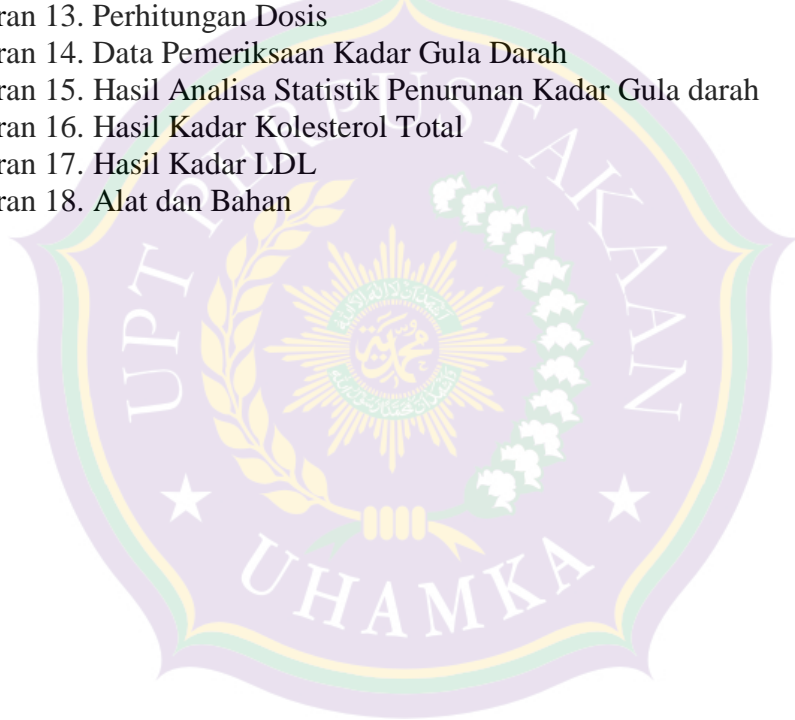 ran 13. Perhitungan Dosis
ran 14. Data Pemeriksaan Kadar Gula Darah
ran 15. Hasil Analisa Statistik Penurunan Kadar Gula darah
ran 16. Hasil Kadar Kolesterol Total
ran 17. Hasil Kadar LDL
ran 18. Alat dan Bahan
UPT PERPUSTAKAAN
UHAMKA